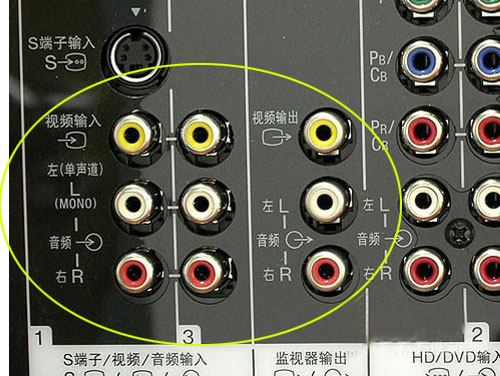 S端子输入
S
视频输入
左(单声道)
L
(MONO)
音频
右 R
视频输出
左 L
音频
右 R
PB/
CB
PR/
CR
左 L
音频
右 R
1
3
2
S端子/视频/音频输入
监视器输出
HD/DVD输入